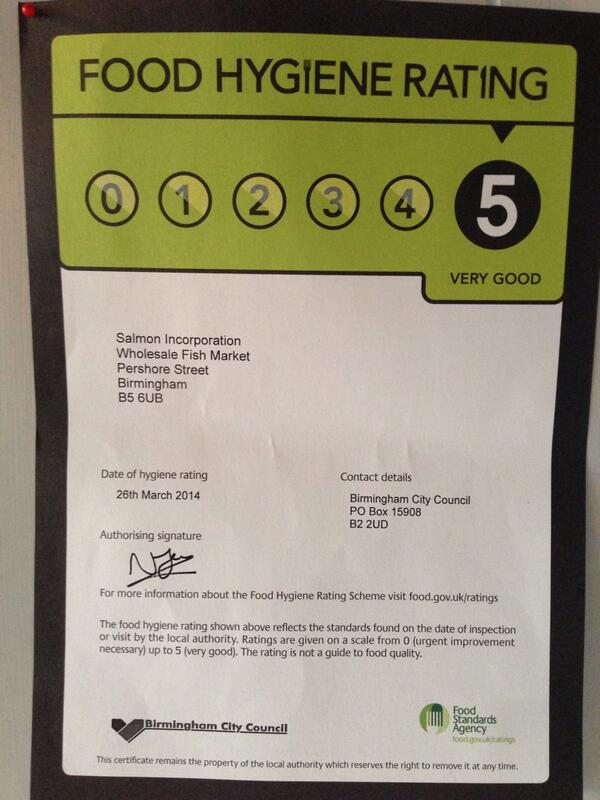 FOOD HYGIENE RATING
0 1 2 3 4 5
VERY GOOD
Salmon Incorporation
Wholesale Fish Market
Pershore Street
Birmingham
B5 6UB
Date of hygiene rating
26th March 2014
Contact details
Birmingham City Council
PO Box 15908
B2 2UD
Authorising signature
For more information about the Food Hygiene Rating Scheme visit food.gov.uk/ratings
The food hygiene rating shown above reflects the standards found on the date of inspection
or visit by the local authority. Ratings are given on a scale from 0 (urgent improvement
necessary) up to 5 (very good). The rating is not a guide to food quality.
Birmingham City Council
Food
Standards
Agency
food.gov.uk/ratings
This certificate remains the property of the local authority which reserves the right to remove it at any time.